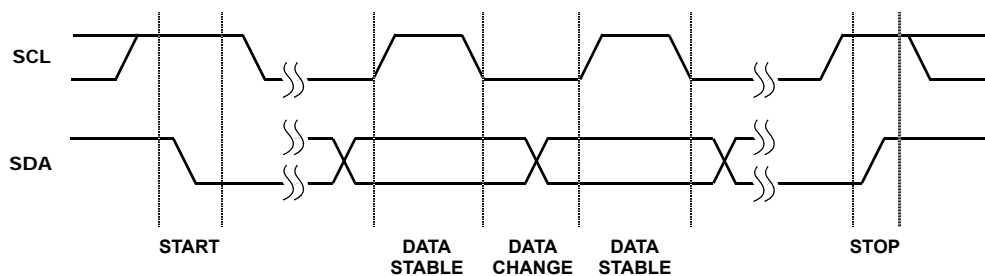 SCL
SDA
START
DATA
STABLE
DATA
CHANGE
DATA
STABLE
STOP